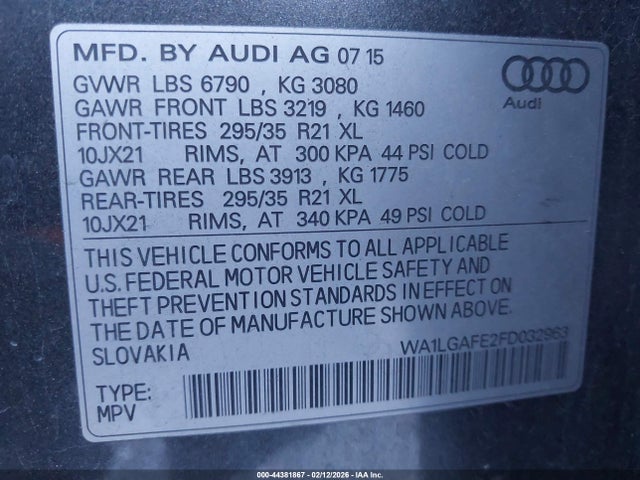 MFD. BY AUDI AG 07 15
GVWR LBS 6790 , KG 3080
GAWR FRONT LBS 3219 , KG 1460
FRONT-TIRES 295/35 R21 XL
10JX21 RIMS, AT 300 KPA 44 PSI COLD
GAWR REAR LBS 3913 , KG 1775
REAR-TIRES 295/35 R21 XL
10JX21 RIMS, AT 340 KPA 49 PSI COLD
Audi
THIS VEHICLE CONFORMS TO ALL APPLICABLE
U.S. FEDERAL MOTOR VEHICLE SAFETY AND
THEFT PREVENTION STANDARDS IN EFFECT ON
THE DATE OF MANUFACTURE SHOWN ABOVE.
SLOVAKIA WA1LGAFE2FD032963
TYPE:
MPV
000-44381867 - 02/12/2026 - IAA Inc.